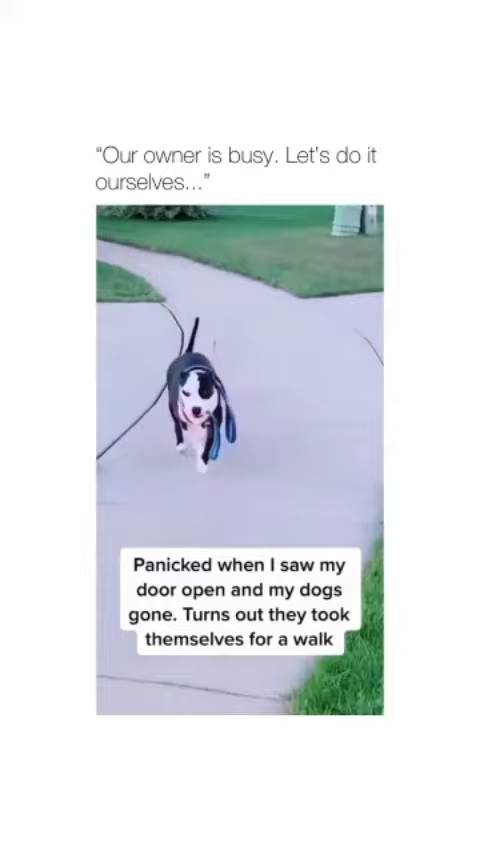 “Our owner is busy. Let's do it
ourselves...”
Panicked when I saw my
door open and my dogs
gone. Turns out they took
themselves for a walk